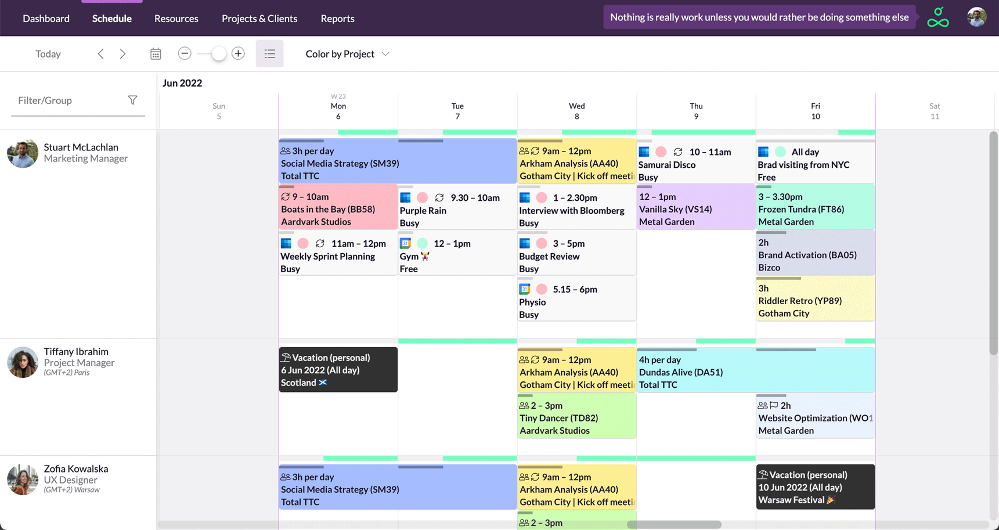 Dashboard
Schedule
Resources
Projects & Clients
Reports
Nothing is really work unless you would rather be doing something else
Today
Color by Project
Jun 2022
Filter/Group
Sun
5
W 23
Mon
6
Tue
7
Wed
8
Thu
9
Fri
10
Sat
11
Stuart McLachlan
Marketing Manager
3h per day
Social Media Strategy (SM39)
Total TTC
9am – 12pm
Arkham Analysis (AA40)
Gotham City | Kick off meeti
10 – 11am
Samurai Disco
Busy
All day
Brad visiting from NYC
Free
9 – 10am
Boats in the Bay (BB58)
Aardvark Studios
9.30 – 10am
Purple Rain
Busy
1 – 2.30pm
Interview with Bloomberg
Busy
12 – 1pm
Vanilla Sky (VS14)
Metal Garden
3 – 3.30pm
Frozen Tundra (FT86)
Metal Garden
11am – 12pm
Weekly Sprint Planning
Busy
31
12 – 1pm
Gym 🏋️‍♀️
Free
3 – 5pm
Budget Review
Busy
2h
Brand Activation (BA05)
Bizco
31
5.15 – 6pm
Physio
Busy
3h
Riddler Retro (YP89)
Gotham City
Tiffany Ibrahim
Project Manager
(GMT+2) Paris
Vacation (personal)
6 Jun 2022 (All day)
Scotland 🏴󠁧󠁢󠁳󠁣󠁴󠁿
9am – 12pm
Arkham Analysis (AA40)
Gotham City | Kick off meeti
4h per day
Dundas Alive (DA51)
Total TTC
2 – 3pm
Tiny Dancer (TD82)
Aardvark Studios
2h
Website Optimization (WO1
Metal Garden
Zofia Kowalska
UX Designer
(GMT+2) Warsaw
3h per day
Social Media Strategy (SM39)
Total TTC
9am – 12pm
Arkham Analysis (AA40)
Gotham City | Kick off meeti
Vacation (personal)
10 Jun 2022 (All day)
Warsaw Festival 🎉
2 – 3pm